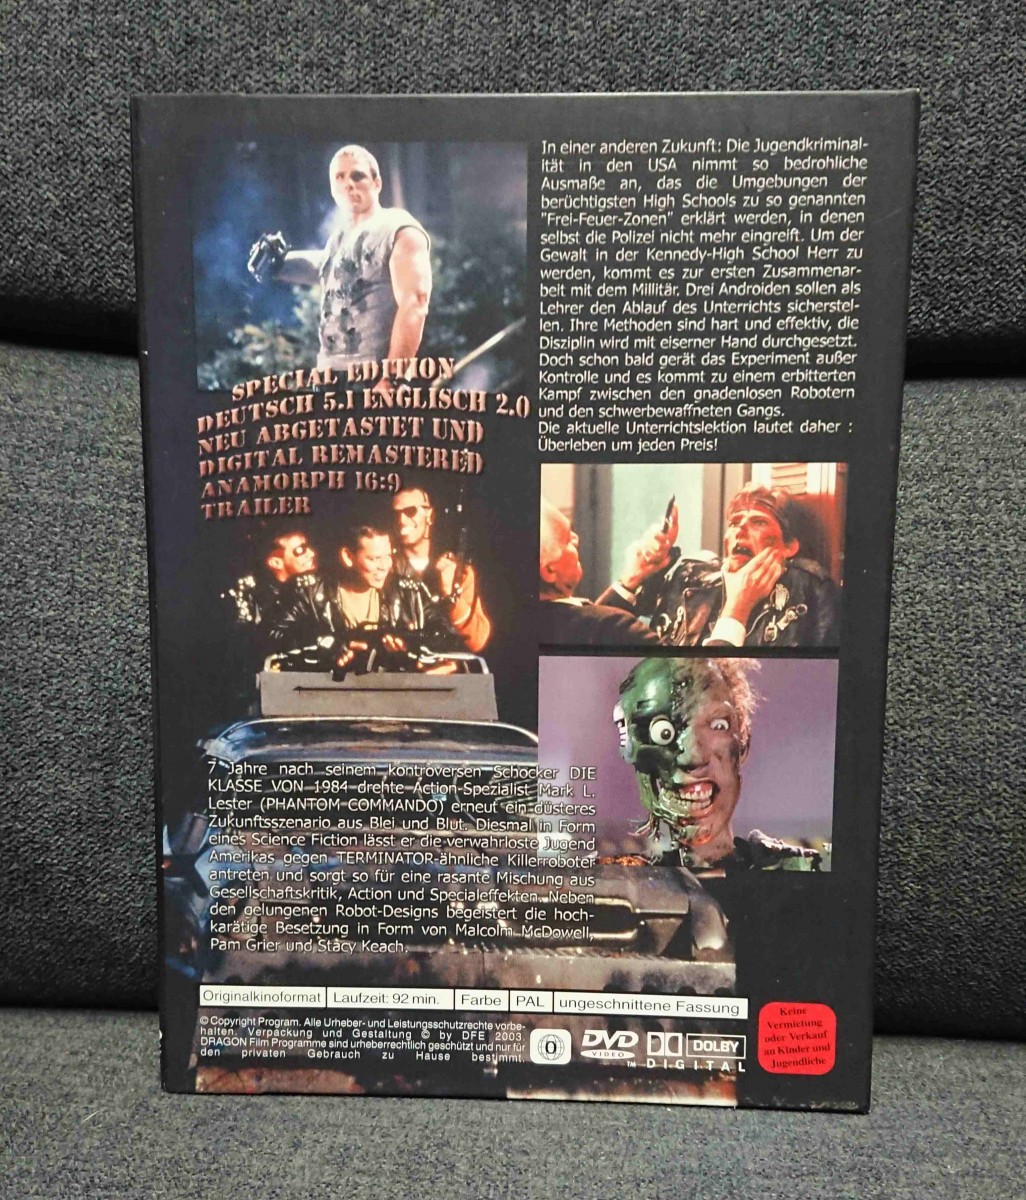 In einer anderen Zukunft: Die Jugendkriminal-
ität in den USA nimmt so bedrohliche
Ausmaße an, das die Umgebungen der
berüchtigsten High Schools zu so genannten
"Frei-Feuer-Zonen" erklärt werden, in denen
selbst die Polizei nicht mehr eingreift. Um der
Gewalt in der Kennedy-High School Herr zu
werden, kommt es zur ersten Zusammenar-
beit mit dem Millitär. Drei Androiden sollen als
Lehrer den Ablauf des Unterrichts sicherstel-
len. Ihre Methoden sind hart und effektiv, die
Disziplin wird mit eiserner Hand durchgesetzt.
Doch schon bald gerät das Experiment außer
Kontrolle und es kommt zu einem erbitterten
Kampf zwischen den gnadenlosen Robotern
und den schwerbewaffneten Gangs.
Die aktuelle Unterrichtslektion lautet daher :
Überleben um jeden Preis!
SPECIAL EDITION
DEUTSCH 5.1 ENGLISCH 2.0
NEU ABGETASTET UND
DIGITAL REMASTERED
ANAMORPH 16:9
TRAILER
7 Jahre nach seinem kontroversen Schocker DIE
KLASSE VON 1984 drehte Action-Spezialist Mark L.
Lester (PHANTOM COMMANDO) erneut ein düsteres
Zukunftsszenario aus Blei und Blut. Diesmal in Form
eines Science Fiction lässt er die verwahrloste Jugend
Amerikas gegen TERMINATOR-ähnliche Killerroboter
antreten und sorgt so für eine rasante Mischung aus
Gesellschaftskritik, Action und Specialeffekten. Neben
den gelungenen Robot-Designs begeistert die hoch-
karätige Besetzung in Form von Malcolm McDowell,
Pam Grier und Stacy Keach.
Originalkinoformat Laufzeit: 92 min. Farbe PAL ungeschnittene Fassung
© Copyright Program. Alle Urheber- und Leistungsschutzrechte vorbe-
halten. Verpackung und Gestaltung © by DFE 2003.
DRAGON Film Programme sind urheberrechtlich geschützt und nur für
den privaten Gebrauch zu Hause bestimmt.
0
DVD
VIDEO
DOLBY
DIGITAL
TM
Keine
Vermietung
oder Verkauf
an Kinder und
Jugendliche